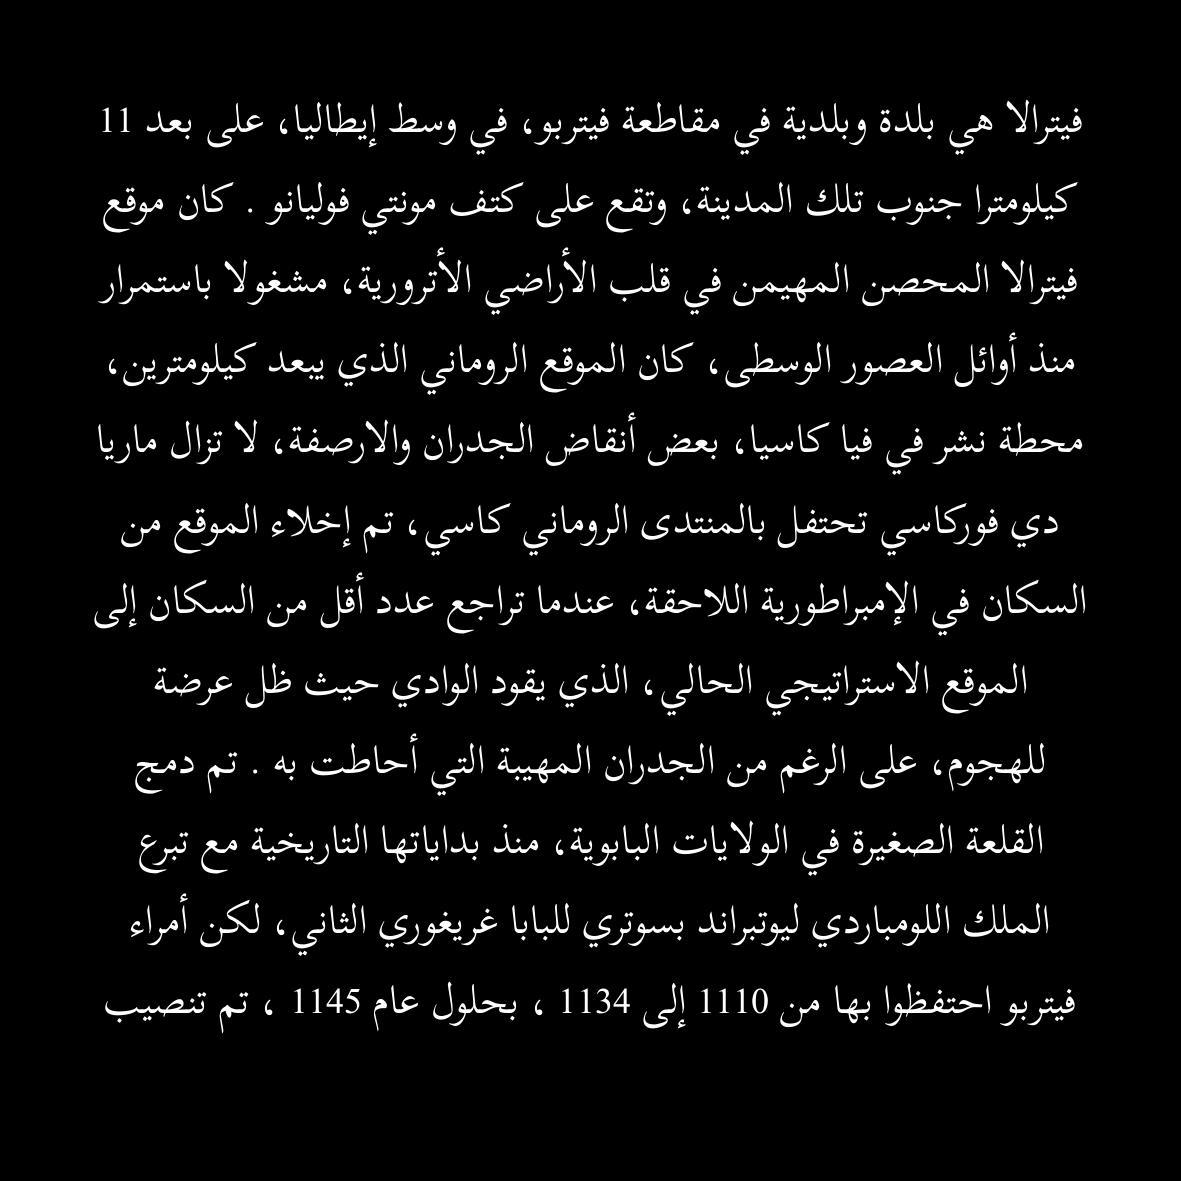 فيترالا هي بلدة وبلدية في مقاطعة فيتربو، في وسط إيطاليا، على بعد 11
كيلومترا جنوب تلك المدينة، وتقع على كتف مونتي فوليانو . كان موقع
فيترالا المحصن المهيمن في قلب الأراضي الأترورية، مشغولا باستمرار
منذ أوائل العصور الوسطى، كان الموقع الروماني الذي يبعد كيلومترين،
محطة نشر في فيا كاسيا، بعض أنقاض الجدران والارصفة، لا تزال ماريا
دي فوركاسي تحتفل بالمنتدى الروماني كاسي، تم إخلاء الموقع من
السكان في الإمبراطورية اللاحقة، عندما تراجع عدد أقل من السكان إلى
الموقع الاستراتيجي الحالي، الذي يقود الوادي حيث ظل عرضة
للهجوم، على الرغم من الجدران المهيبة التي أحاطت به . تم دمج
القلعة الصغيرة في الولايات البابوية، منذ بداياتها التاريخية مع تبرع
الملك اللومباردي ليوتبراند بسوتري للبابا غريغوري الثاني، لكن أمراء
فيتربو احتفظوا بها من 1110 إلى 1134 ، بحلول عام 1145 ، تم تنصيب